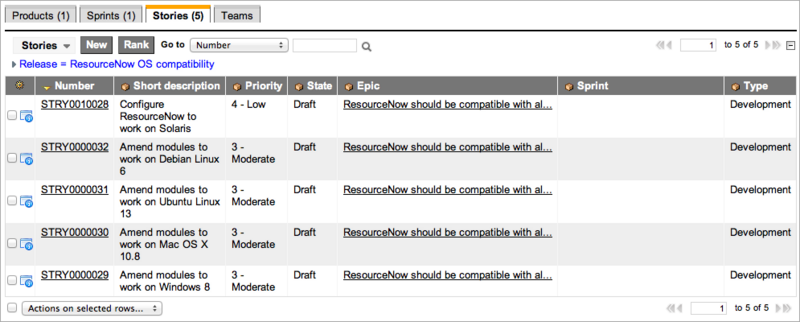 Products (1) Sprints (1) Stories (5) Teams
Stories New Rank Go to Number 1 to 5 of 5
Release = ResourceNow OS compatibility
Number Short description Priority State Epic Sprint Type
STRY0010028 Configure ResourceNow to work on Solaris 4 - Low Draft ResourceNow should be compatible with al... Development
STRY0000032 Amend modules to work on Debian Linux 6 3 - Moderate Draft ResourceNow should be compatible with al... Development
STRY0000031 Amend modules to work on Ubuntu Linux 13 3 - Moderate Draft ResourceNow should be compatible with al... Development
STRY0000030 Amend modules to work on Mac OS X 10.8 3 - Moderate Draft ResourceNow should be compatible with al... Development
STRY0000029 Amend modules to work on Windows 8 3 - Moderate Draft ResourceNow should be compatible with al... Development
Actions on selected rows... 1 to 5 of 5